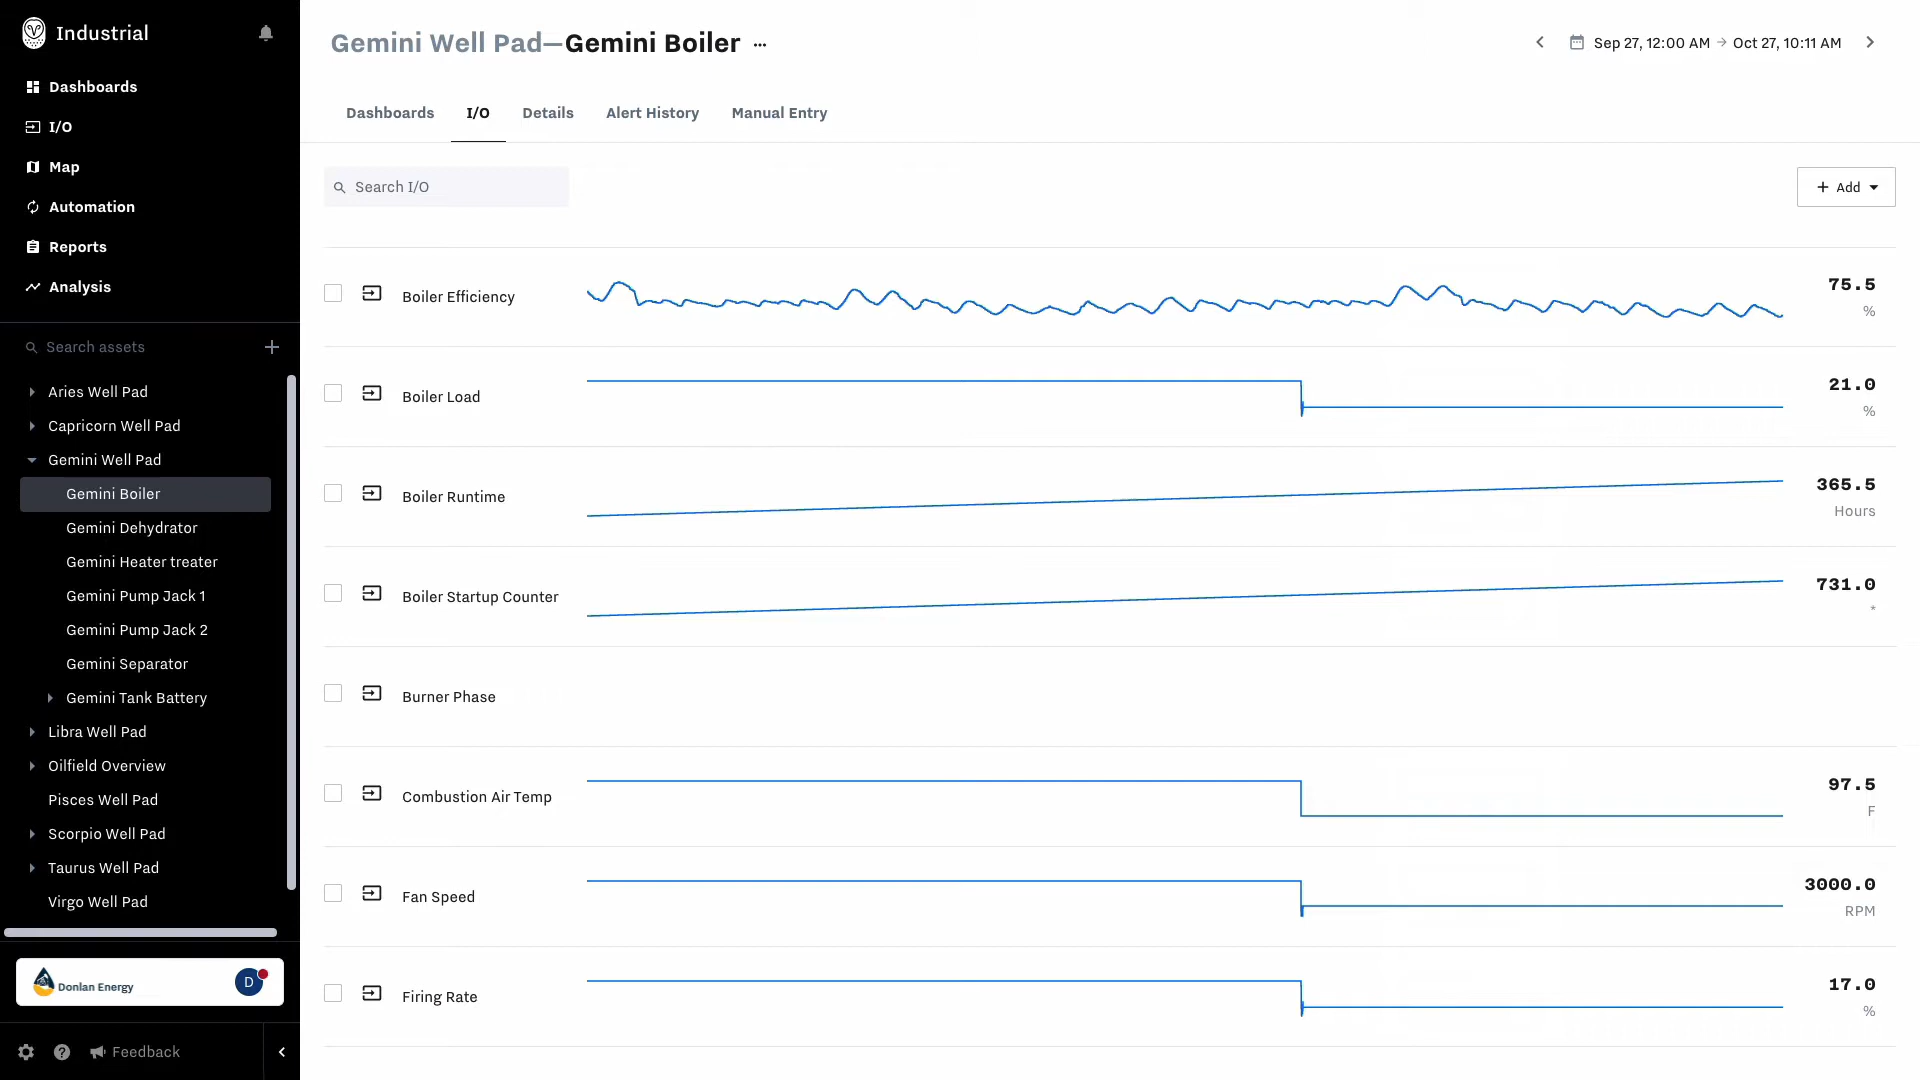 Industrial
Dashboards
I/O
Map
Automation
Reports
Analysis
Search assets
Aries Well Pad
Capricorn Well Pad
Gemini Well Pad
Gemini Boiler
Gemini Dehydrator
Gemini Heater treater
Gemini Pump Jack 1
Gemini Pump Jack 2
Gemini Separator
Gemini Tank Battery
Libra Well Pad
Oilfield Overview
Pisces Well Pad
Scorpio Well Pad
Taurus Well Pad
Virgo Well Pad
Donlan Energy D
Feedback
Gemini Well Pad—Gemini Boiler ...
Sep 27, 12:00 AM → Oct 27, 10:11 AM
Dashboards I/O Details Alert History Manual Entry
Search I/O
+ Add
Boiler Efficiency 75.5
%
Boiler Load 21.0
%
Boiler Runtime 365.5
Hours
Boiler Startup Counter 731.0
*
Burner Phase
Combustion Air Temp 97.5
F
Fan Speed 3000.0
RPM
Firing Rate 17.0
%